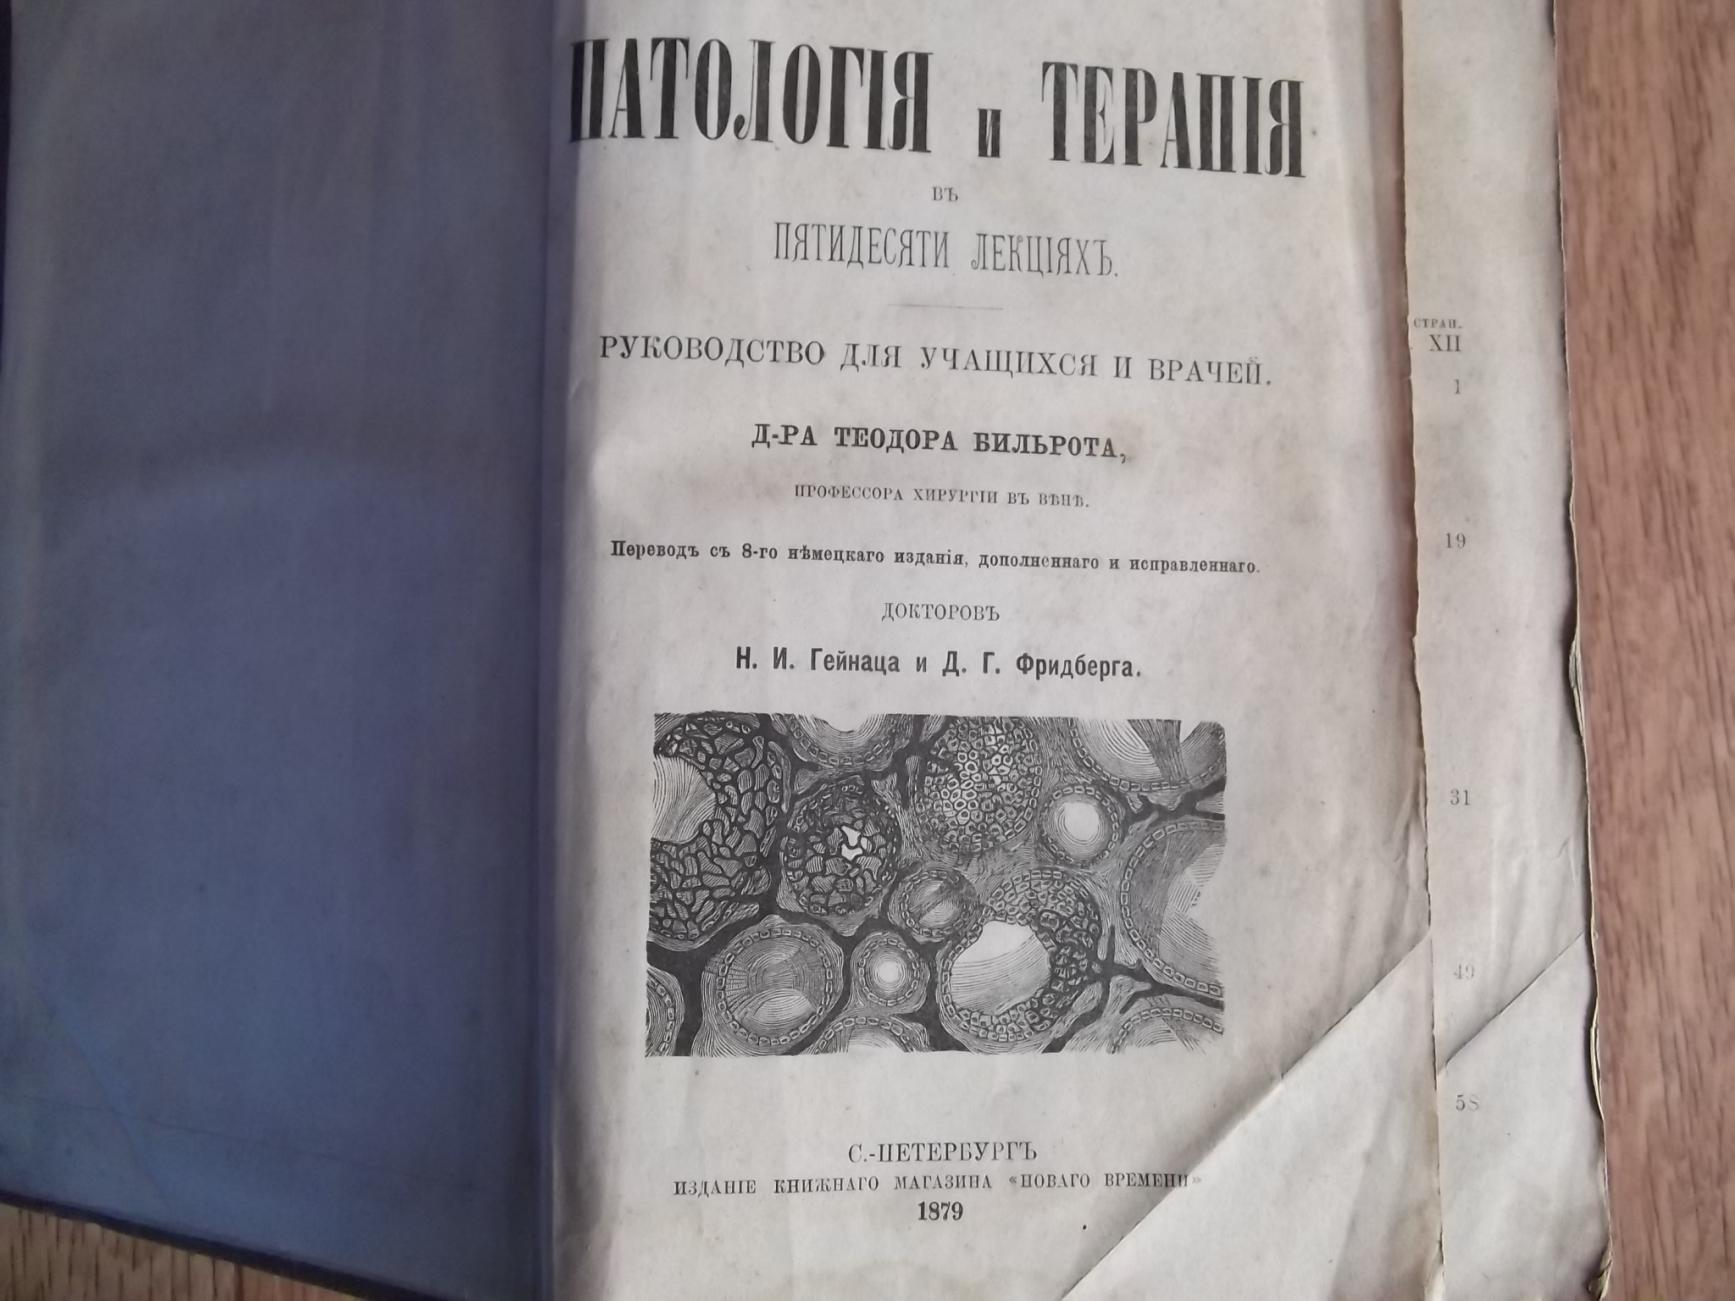 ПАТОЛОГІЯ и ТЕРАПІЯ
ВЪ
ПЯТИДЕСЯТИ ЛЕКЦІЯХЪ.
РУКОВОДСТВО ДЛЯ УЧАЩИХСЯ И ВРАЧЕЙ.
Д-РА ТЕОДОРА БИЛЬРОТА,
ПРОФЕССОРА ХИРУРГІИ ВЪ ВѢНѢ.
Переводъ съ 8-го нѣмецкаго изданія, дополненнаго и исправленнаго.
ДОКТОРОВЪ
Н. И. Гейнаца и Д. Г. Фридберга.
С.-ПЕТЕРБУРГЪ
ИЗДАНІЕ КНИЖНАГО МАГАЗИНА «НОВАГО ВРЕМЕНИ»
1879
СТРАН.
XII
1
19
31
49
58